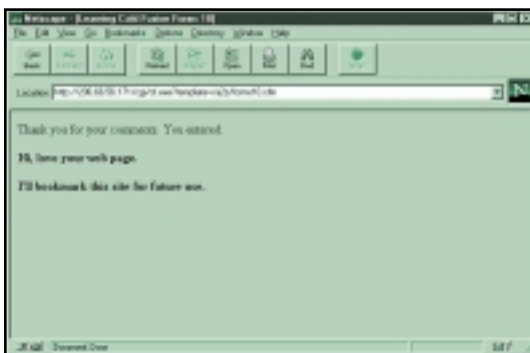 Netscape - [Learning Cold Fusion Forms 10]
File Edit View Go Bookmarks Options Directory Window Help
Back Reload Open Print Find
Location:
Thank you for your comments. You entered:
Hi, love your web page.
I'll bookmark this site for future use.
Document: Done